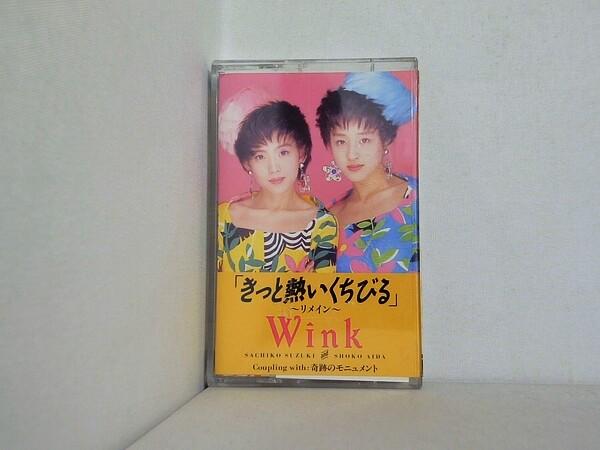 「きっと熱いくちびる」
～リメイン～
Wink
SACHIKO SUZUKI and SHOKO AIDA
Coupling with: 奇跡のモニュメント